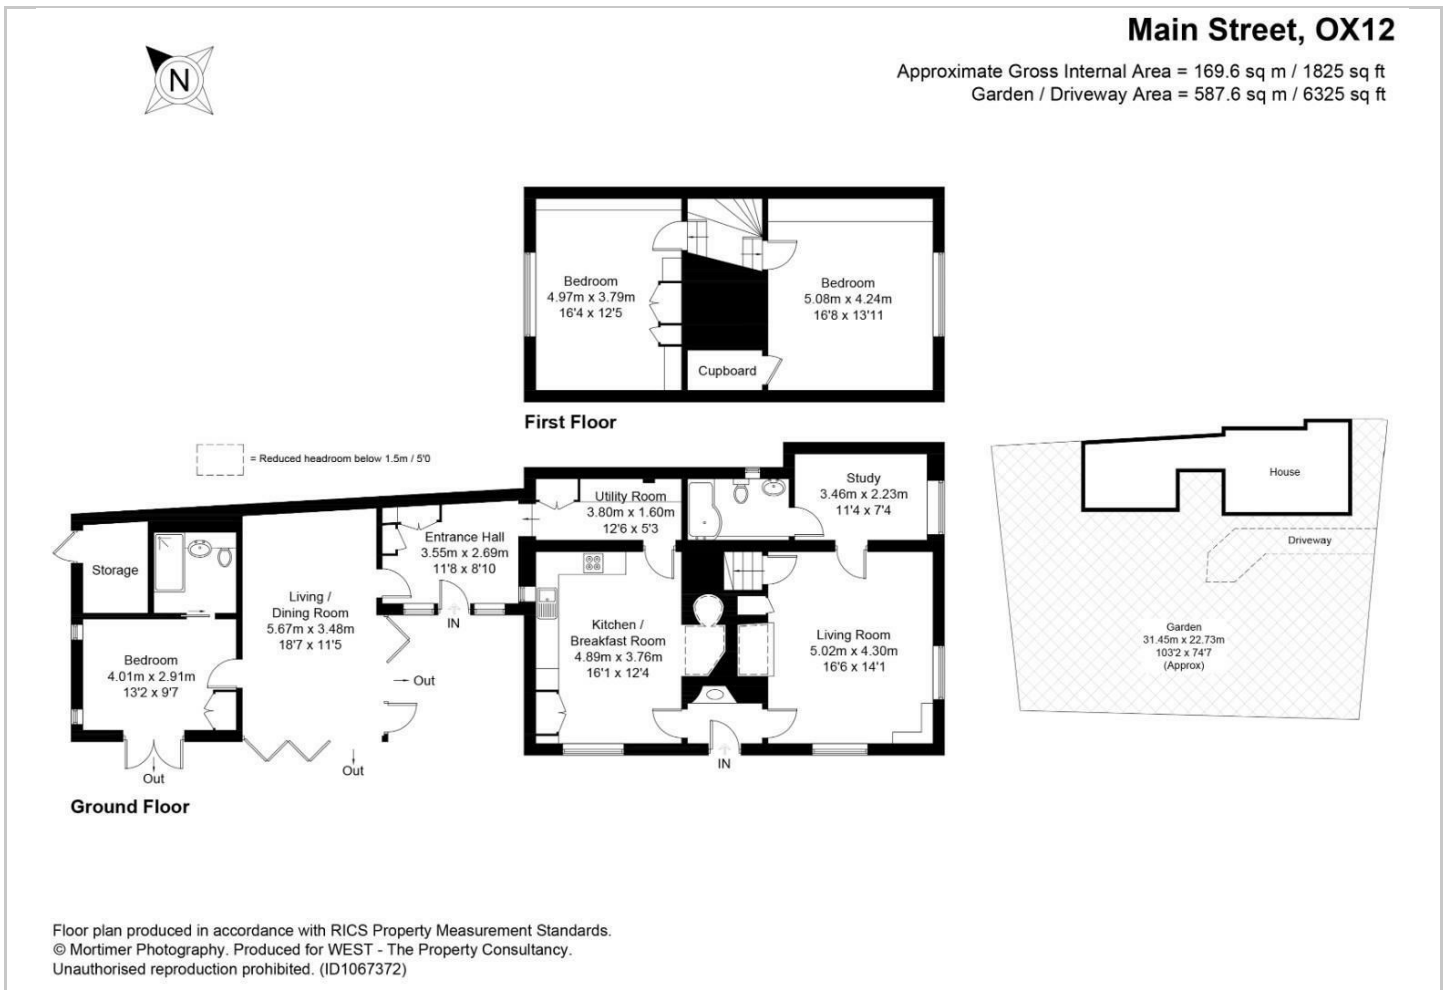 Main Street, OX12
Approximate Gross Internal Area = 169.6 sq m / 1825 sq ft
Garden / Driveway Area = 587.6 sq m / 6325 sq ft
N
Bedroom
4.97m x 3.79m
16'4 x 12'5
Bedroom
5.08m x 4.24m
16'8 x 13'11
Cupboard
First Floor
= Reduced headroom below 1.5m / 5'0
Storage
Bedroom
4.01m x 2.91m
13'2 x 9'7
Living /
Dining Room
5.67m x 3.48m
18'7 x 11'5
Entrance Hall
3.55m x 2.69m
11'8 x 8'10
IN
Out
Out
Out
Utility Room
3.80m x 1.60m
12'6 x 5'3
Kitchen /
Breakfast Room
4.89m x 3.76m
16'1 x 12'4
Study
3.46m x 2.23m
11'4 x 7'4
Living Room
5.02m x 4.30m
16'6 x 14'1
IN
Ground Floor
House
Driveway
Garden
31.45m x 22.73m
103'2 x 74'7
(Approx)
Floor plan produced in accordance with RICS Property Measurement Standards.
© Mortimer Photography. Produced for WEST - The Property Consultancy.
Unauthorised reproduction prohibited. (ID1067372)